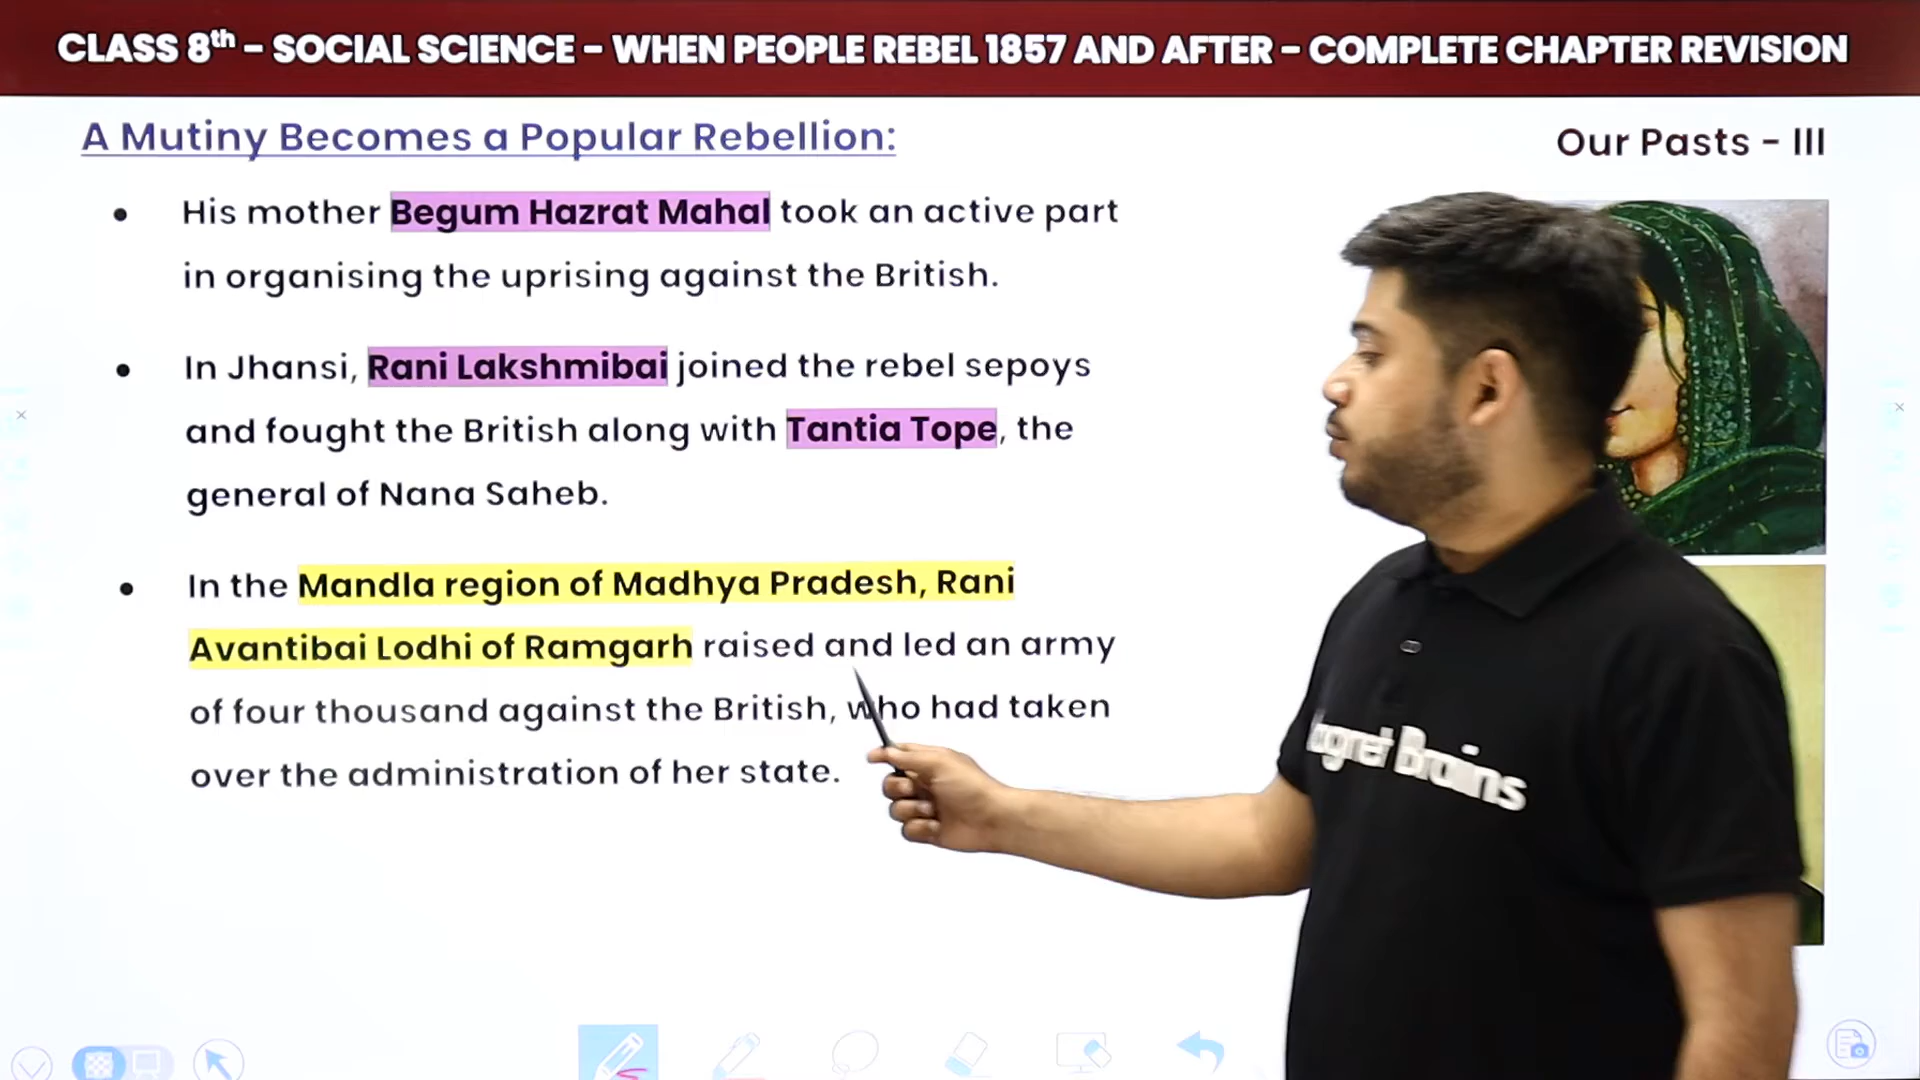 CLASS 8th – SOCIAL SCIENCE – WHEN PEOPLE REBEL 1857 AND AFTER – COMPLETE CHAPTER REVISION
A Mutiny Becomes a Popular Rebellion:
Our Pasts - III
• His mother Begum Hazrat Mahal took an active part
in organising the uprising against the British.
• In Jhansi, Rani Lakshmibai joined the rebel sepoys
and fought the British along with Tantia Tope, the
general of Nana Saheb.
• In the Mandla region of Madhya Pradesh, Rani
Avantibai Lodhi of Ramgarh raised and led an army
of four thousand against the British, who had taken
over the administration of her state.
Brains